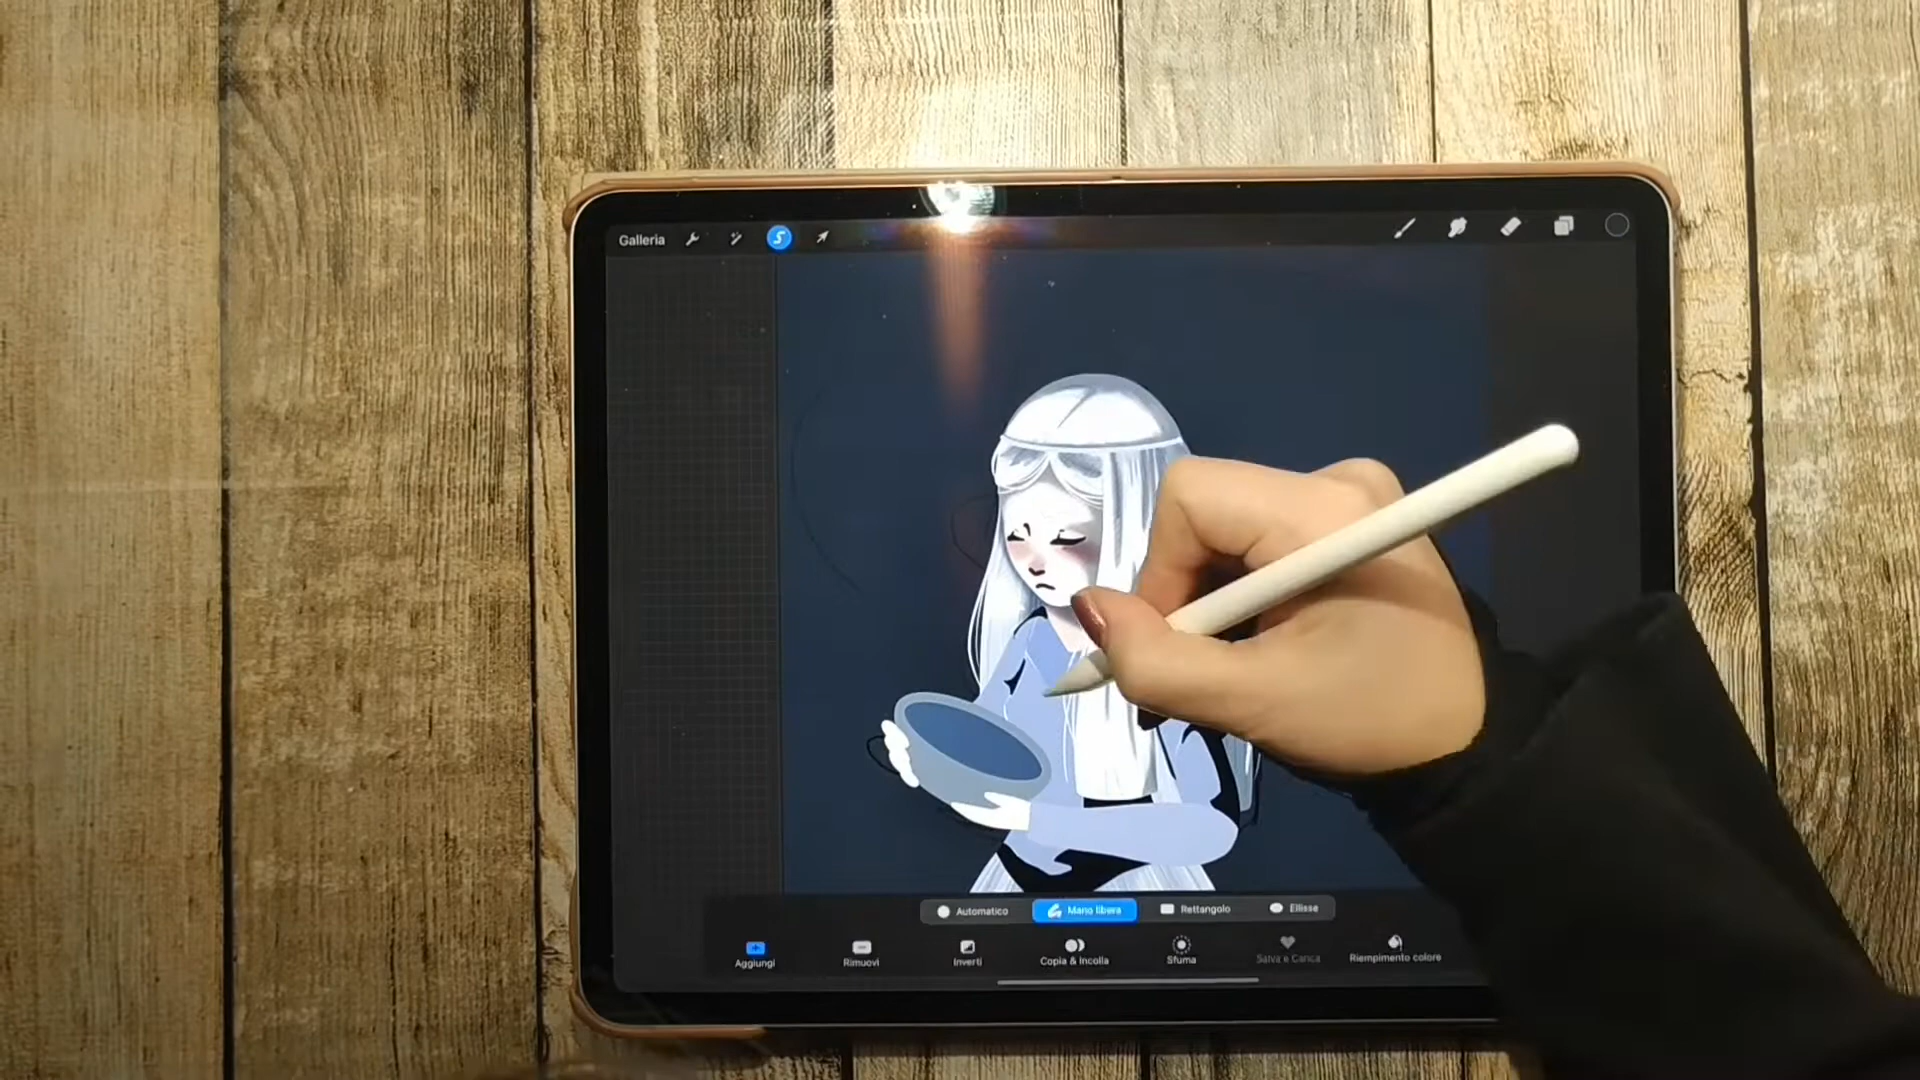 Galleria
Automatico Mano libera Rettangolo Ellisse
Aggiungi Rimuovi Inverti Copia & incolla Sfuma Salva e Carica Riempimento colore